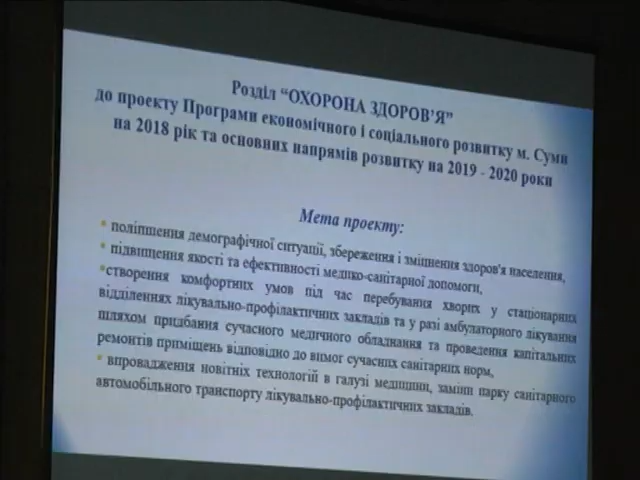 Розділ “ОХОРОНА ЗДОРОВ’Я”
до проекту Програми економічного і соціального розвитку м. Суми
на 2018 рік та основних напрямів розвитку на 2019 - 2020 роки
Мета проекту:
• поліпшення демографічної ситуації, збереження і зміцнення здоров'я населення,
• підвищення якості та ефективності медико-санітарної допомоги,
•створення комфортних умов під час перебування хворих у стаціонарних
відділеннях лікувально-профілактичних закладів та у разі амбулаторного лікування
шляхом придбання сучасного медичного обладнання та проведення капітальних
ремонтів приміщень відповідно до вимог сучасних санітарних норм,
• впровадження новітніх технологій в галузі медицини, заміни парку санітарного
автомобільного транспорту лікувально-профілактичних закладів.